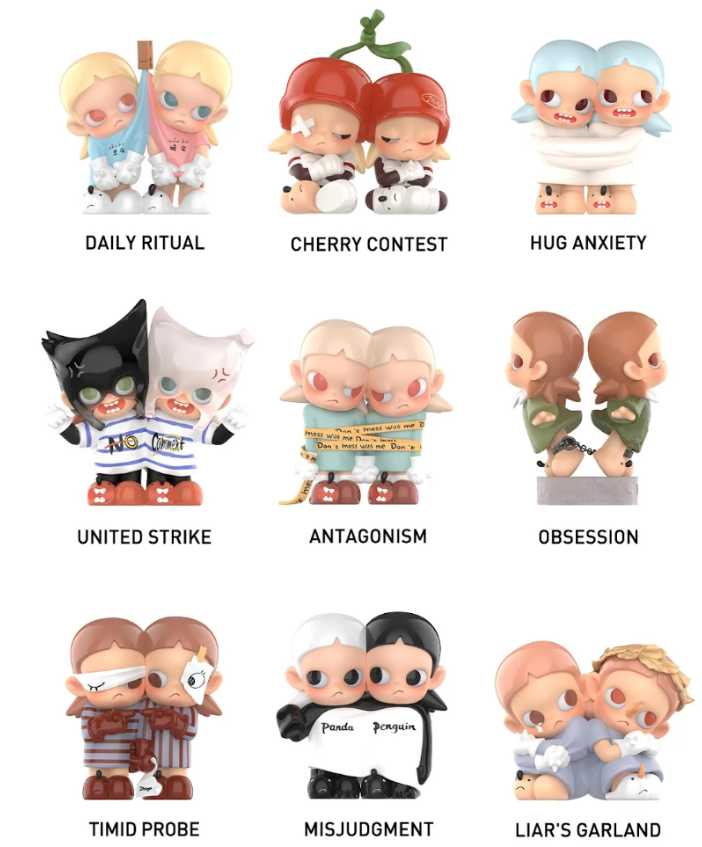 DAILY RITUAL
CHERRY CONTEST
HUG ANXIETY
NO Comment
Don't mess with me D
mess with me Don't mess
Don't mess with me Don't
UNITED STRIKE
ANTAGONISM
OBSESSION
Panda Penguin
TIMID PROBE
MISJUDGMENT
LIAR'S GARLAND